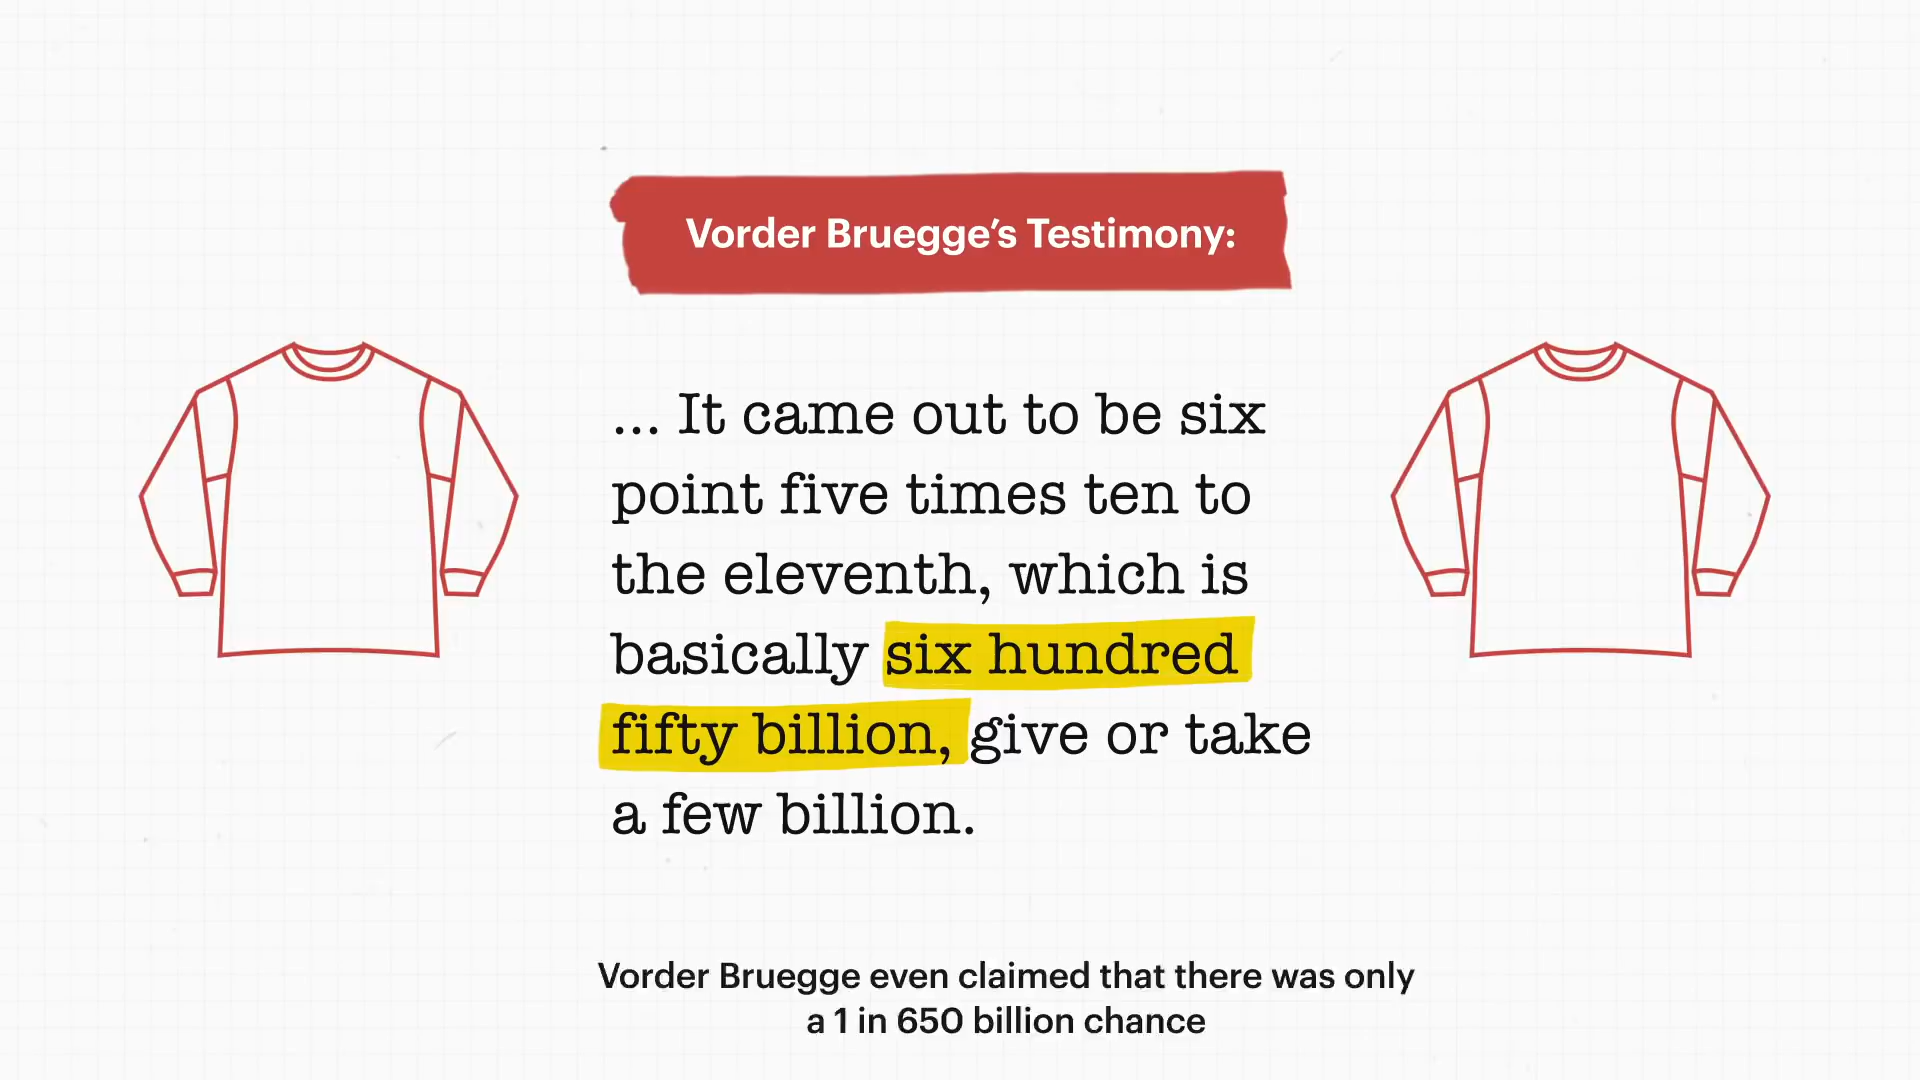 Vorder Bruegge’s Testimony:
... It came out to be six
point five times ten to
the eleventh, which is
basically six hundred
fifty billion, give or take
a few billion.
Vorder Bruegge even claimed that there was only
a 1 in 650 billion chance